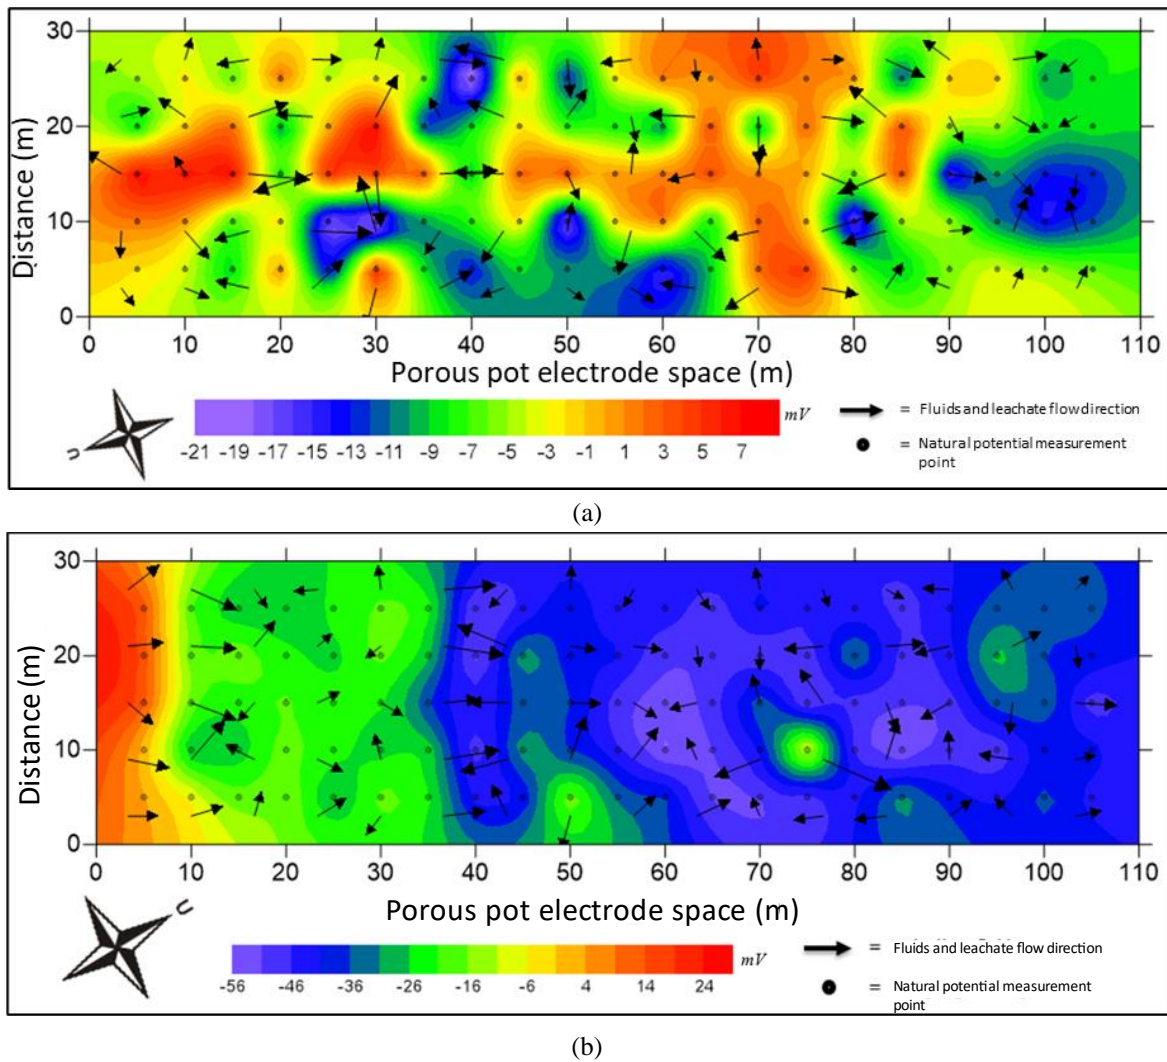 30
20
10
0
Distance (m)
0 10 20 30 40 50 60 70 80 90 100 110
Porous pot electrode space (m)
-21 -19 -17 -15 -13 -11 -9 -7 -5 -3 -1 1 3 5 7
mV
= Fluids and leachate flow direction
= Natural potential measurement
point
U
(a)
30
20
10
0
Distance (m)
0 10 20 30 40 50 60 70 80 90 100 110
Porous pot electrode space (m)
U
-56 -46 -36 -26 -16 -6 4 14 24
mV
= Fluids and leachate flow direction
= Natural potential measurement
point
(b)